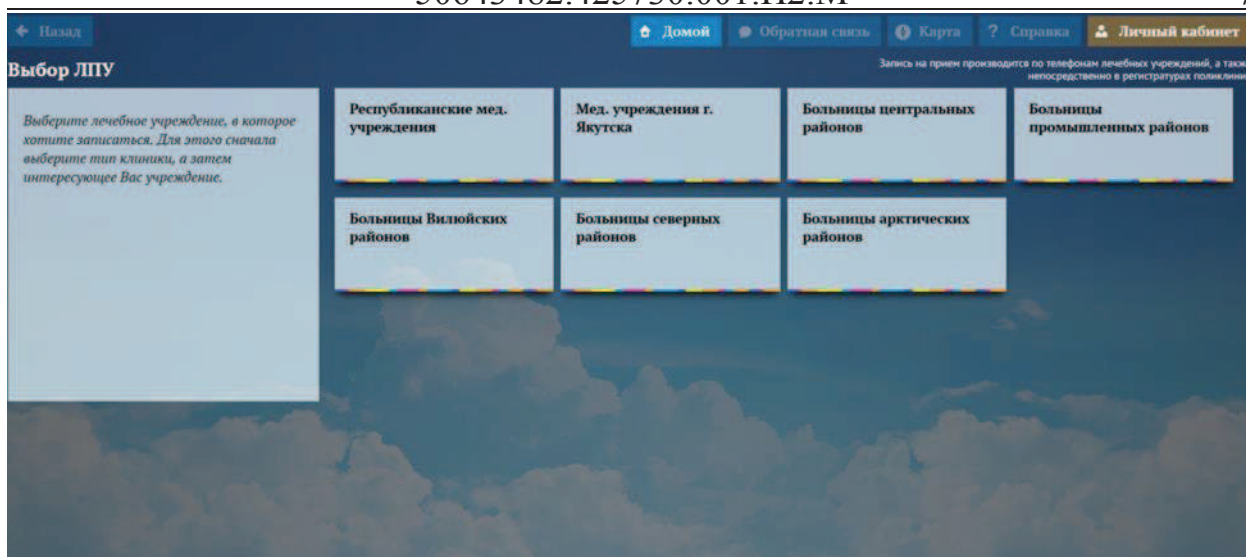 Назад
Домой
Обратная связь
Карта
? Справка
Личный кабинет
Выбор ЛПУ
Запись на прием производится по телефонам лечебных учреждений, а
непосредственно в регистратурах
Выберите лечебное учреждение, в которое
хотите записаться. Для этого сначала
выберите тип клиники, а затем
интересующее Вас учреждение.
Республиканские мед.
учреждения
Мед. учреждения г.
Якутска
Больницы центральных
районов
Больницы
промышленных районов
Больницы Вилюйских
районов
Больницы северных
районов
Больницы арктических
районов